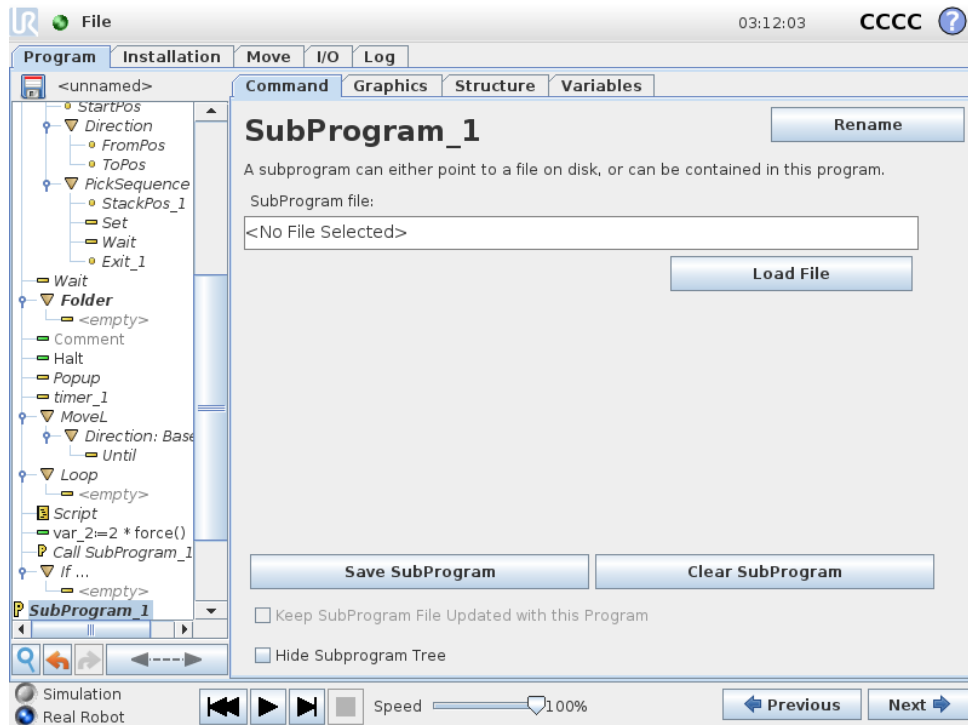 UR File 03:12:03 CCCC ?
Program Installation Move I/O Log
<unnamed> Command Graphics Structure Variables
StartPos
Direction
FromPos
ToPos
PickSequence
StackPos_1
Set
Wait
Exit_1
Wait
Folder
<empty>
Comment
Halt
Popup
timer_1
MoveL
Direction: Base
Until
Loop
<empty>
Script
var_2:=2 * force()
Call SubProgram_1
If ...
<empty>
SubProgram_1
SubProgram_1 Rename
A subprogram can either point to a file on disk, or can be contained in this program.
SubProgram file:
<No File Selected>
Load File
Save SubProgram Clear SubProgram
Keep SubProgram File Updated with this Program
Hide Subprogram Tree
Simulation
Real Robot
Speed 100% Previous Next